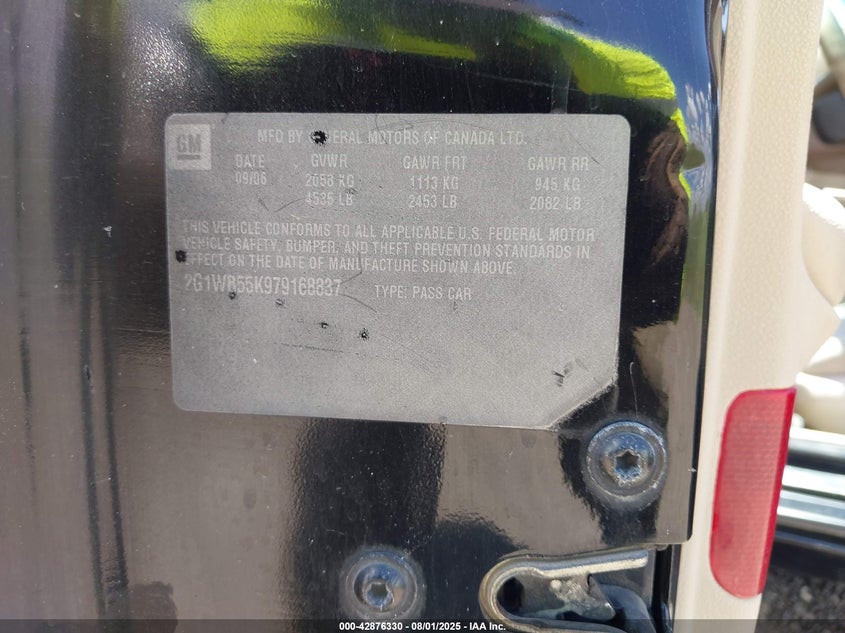 GM
MFD BY GENERAL MOTORS OF CANADA LTD.
DATE GVWR GAWR FRT GAWR RR
09/06 2058 KG 1113 KG 945 KG
4535 LB 2453 LB 2082 LB
THIS VEHICLE CONFORMS TO ALL APPLICABLE U.S. FEDERAL MOTOR
VEHICLE SAFETY, BUMPER, AND THEFT PREVENTION STANDARDS IN
EFFECT ON THE DATE OF MANUFACTURE SHOWN ABOVE.
2G1WB55K979168837 TYPE: PASS CAR
000-42876330 - 08/01/2025 - IAA Inc.